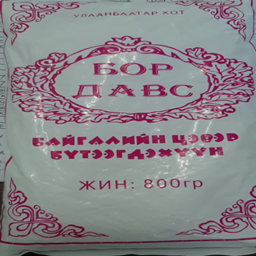 УЛААНБААТАР ХОТ
БОР
ДАВС
БАЙГАЛИЙН ЦЭВЭР
БҮТЭЭГДЭХҮҮН
ЖИН: 800гр